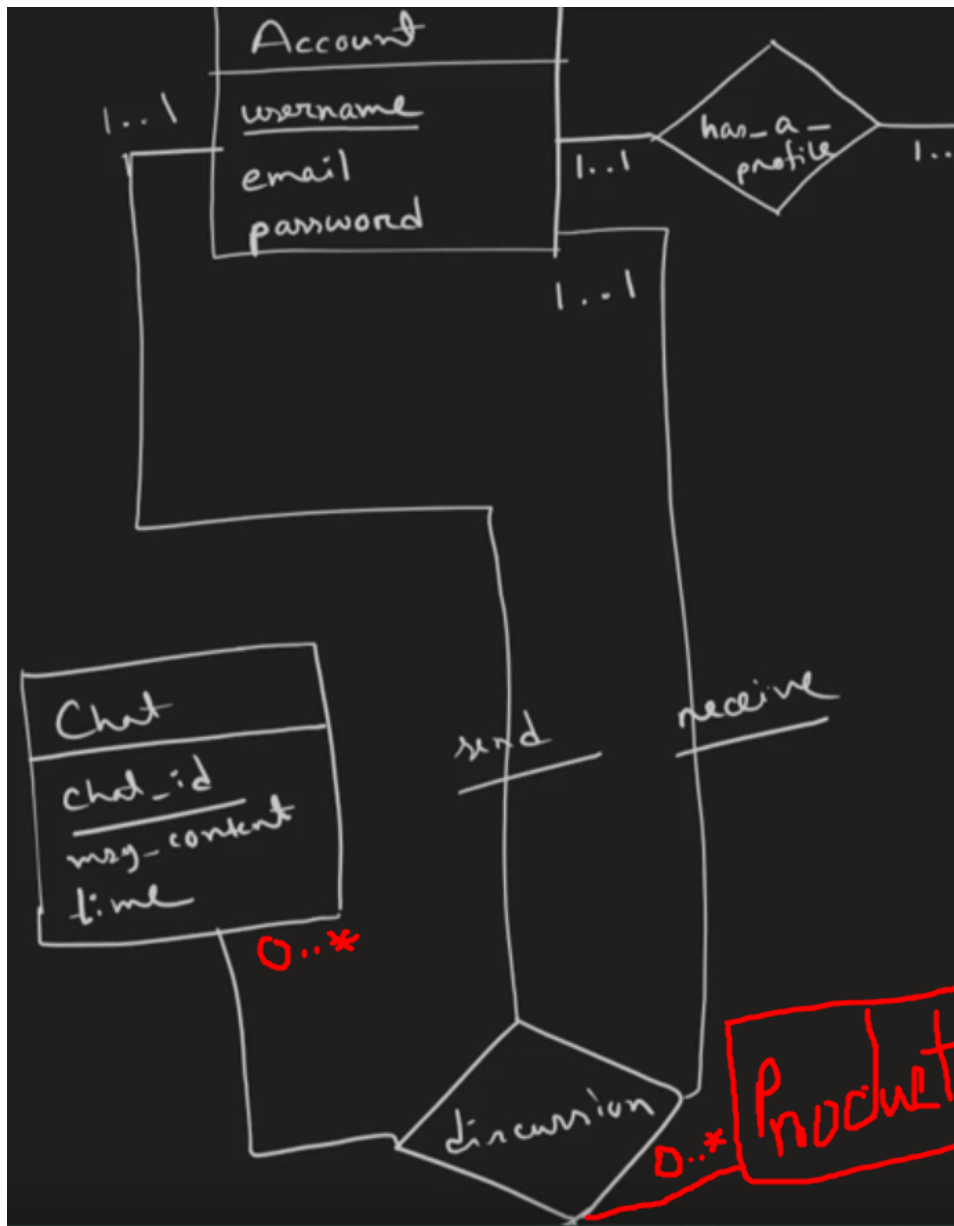 Account
1..1
username
has_a_
1..1
1..
email
profile
password
1..1
receive
Chat
send
chat_id
msg_content
time
0..*
Product
discussion
0..*